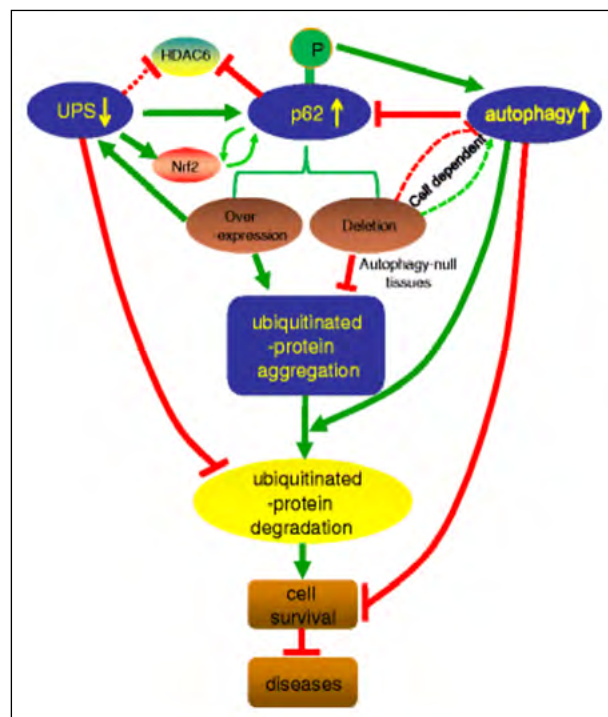 HDAC6
P
UPS↓
p62↑
autophagy↑
Nrf2
Cell dependent
Over
-expression
Deletion
Autophagy-null
tissues
ubiquitinated
-protein
aggregation
ubiquitinated
-protein
degradation
cell
survival
diseases